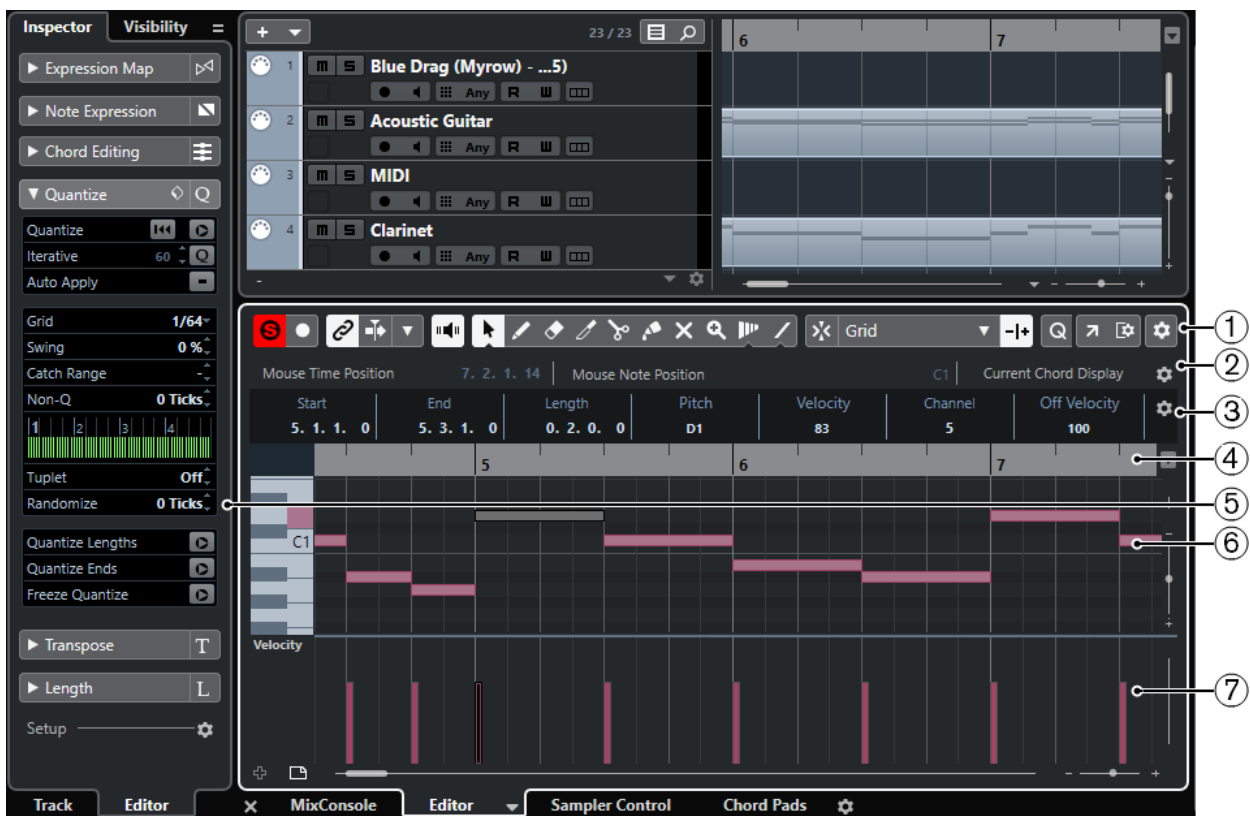 Inspector Visibility
Expression Map
Note Expression
Chord Editing
Quantize Q
Quantize
Iterative 60 Q
Auto Apply
Grid 1/64
Swing 0 %
Catch Range -
Non-Q 0 Ticks
1 2 3 4
Tuplet Off
Randomize 0 Ticks
Quantize Lengths
Quantize Ends
Freeze Quantize
Transpose T
Length L
Setup
Track Editor
+ 23 / 23
6 7
1 m S Blue Drag (Myrow) - ...5)
Any R W
2 m S Acoustic Guitar
Any R W
3 m S MIDI
Any R W
4 m S Clarinet
Any R W
- - +
S Grid Q
Mouse Time Position 7. 2. 1. 14 Mouse Note Position C1 Current Chord Display
Start End Length Pitch Velocity Channel Off Velocity
5. 1. 1. 0 5. 3. 1. 0 0. 2. 0. 0 D1 83 5 100
5 6 7
C1
Velocity
- +
MixConsole Editor Sampler Control Chord Pads
1
2
3
4
5
6
7